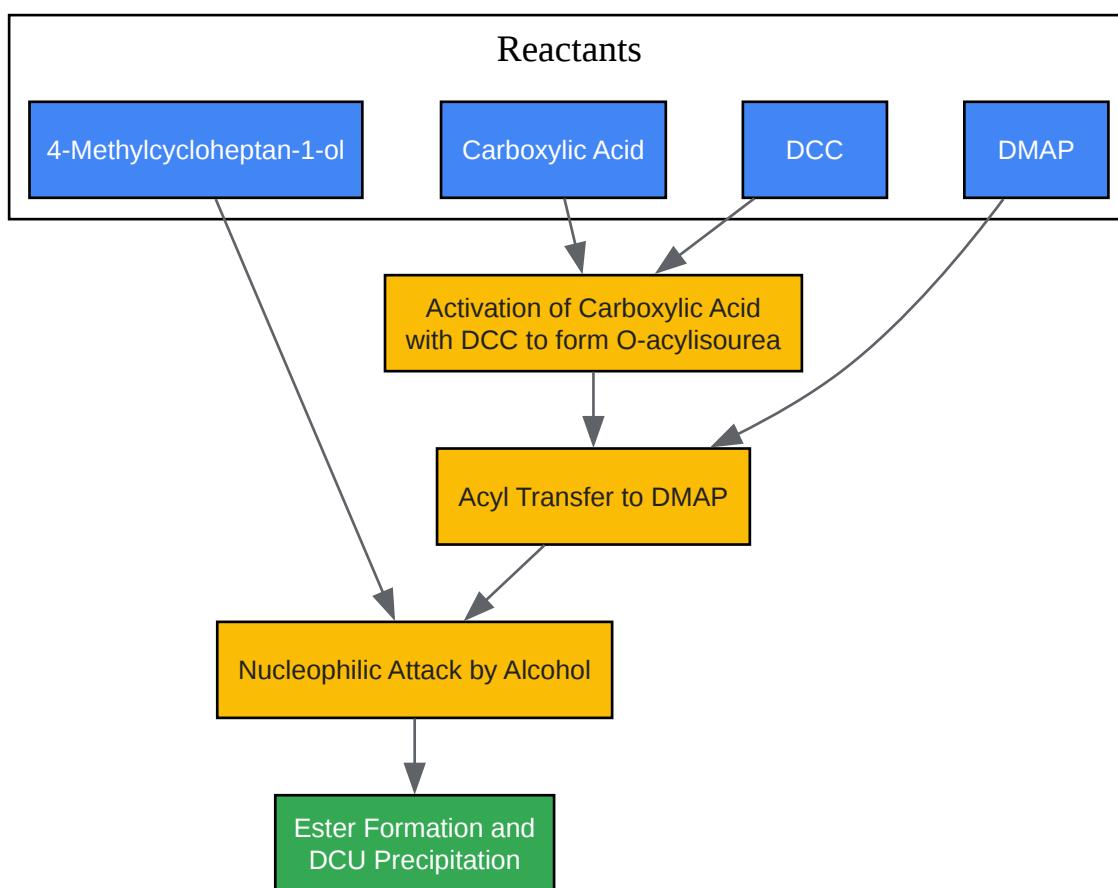 Reactants
4-Methylcycloheptan-1-ol
Carboxylic Acid
DCC
DMAP
Activation of Carboxylic Acid
with DCC to form O-acylisourea
Acyl Transfer to DMAP
Nucleophilic Attack by Alcohol
Ester Formation and
DCU Precipitation